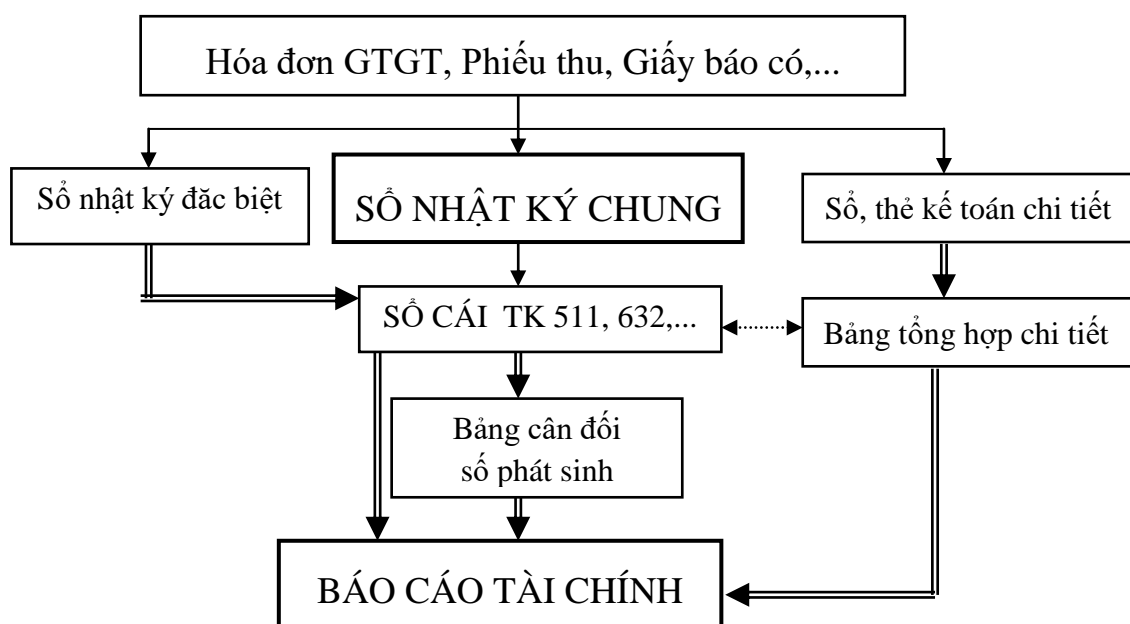 Hóa đơn GTGT, Phiếu thu, Giấy báo có,...
Sổ nhật ký đăc biệt
SỔ NHẬT KÝ CHUNG
Sổ, thẻ kế toán chi tiết
SỔ CÁI TK 511, 632,...
Bảng tổng hợp chi tiết
Bảng cân đối
số phát sinh
BÁO CÁO TÀI CHÍNH